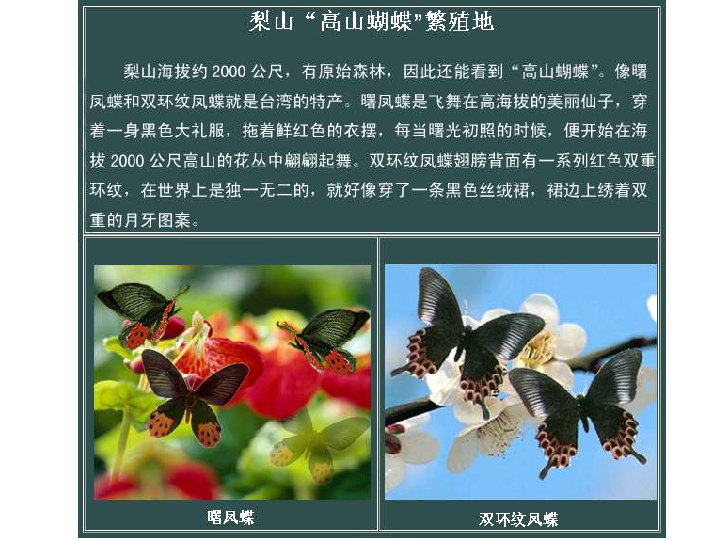 梨山“高山蝴蝶”繁殖地
梨山海拔约2000公尺，有原始森林，因此还能看到“高山蝴蝶”。像曙
凤蝶和双环纹凤蝶就是台湾的特产。曙凤蝶是飞舞在高海拔的美丽仙子，穿
着一身黑色大礼服，拖着鲜红色的衣摆，每当曙光初照的时候，便开始在海
拔2000公尺高山的花丛中翩翩起舞。双环纹凤蝶翅膀背面有一系列红色双重
环纹，在世界上是独一无二的，就好像穿了一条黑色丝绒裙，裙边上绣着双
重的月牙图案。
曙凤蝶
双环纹凤蝶